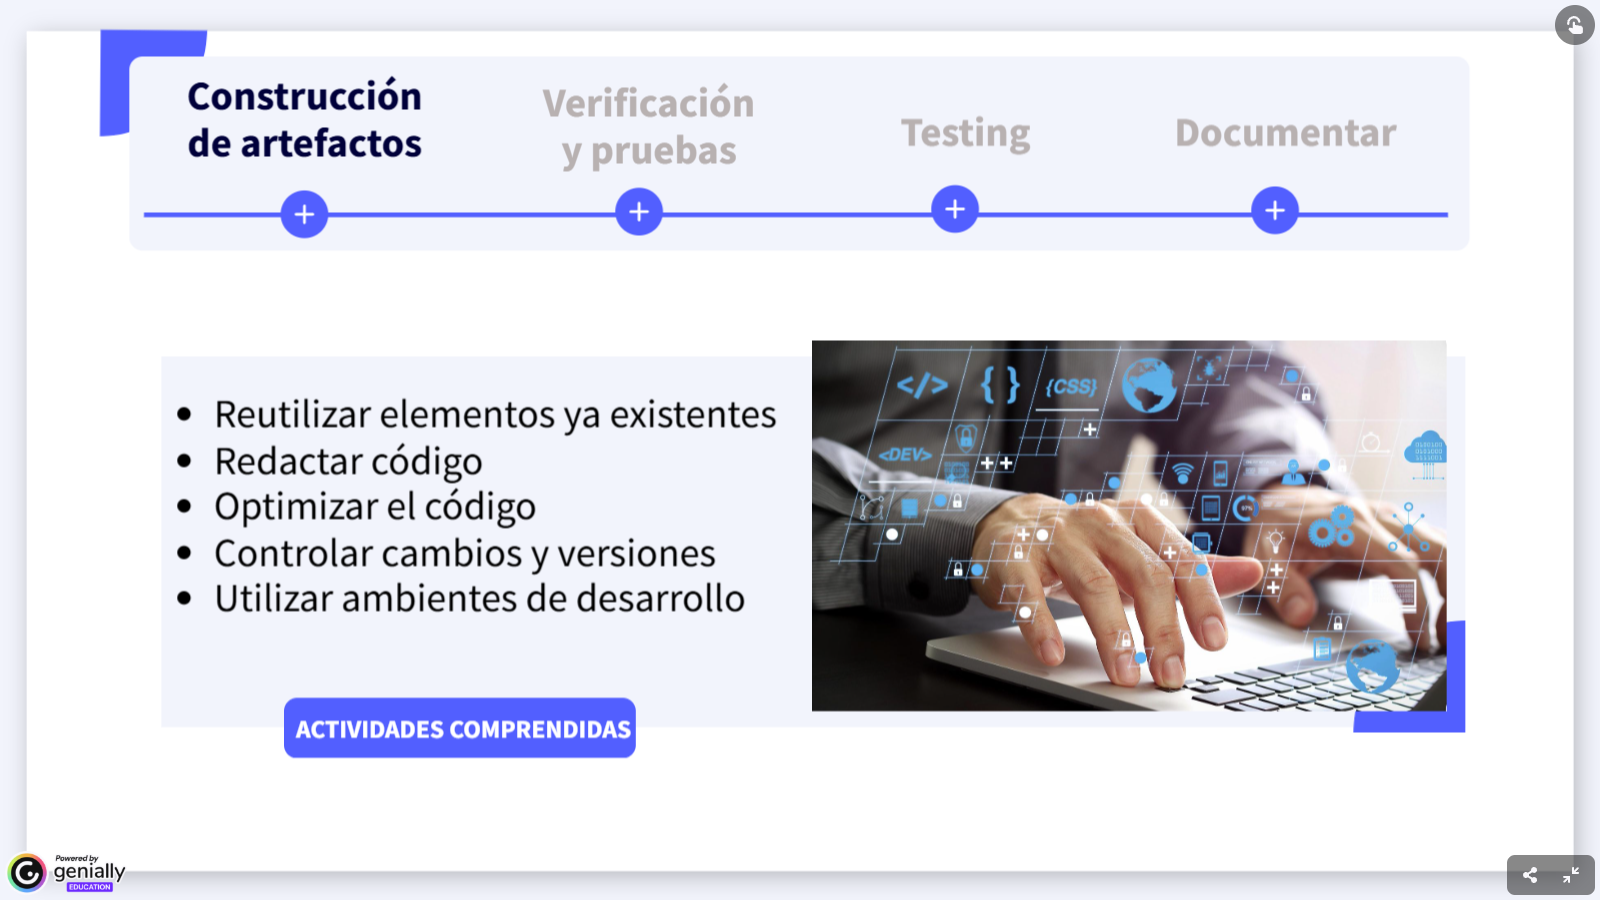 Construcción
de artefactos
Verificación
y pruebas
Testing
Documentar
• Reutilizar elementos ya existentes
• Redactar código
• Optimizar el código
• Controlar cambios y versiones
• Utilizar ambientes de desarrollo
ACTIVIDADES COMPRENDIDAS
</>
{ }
{CSS}
<DEV>
Powered by
genially
EDUCATION